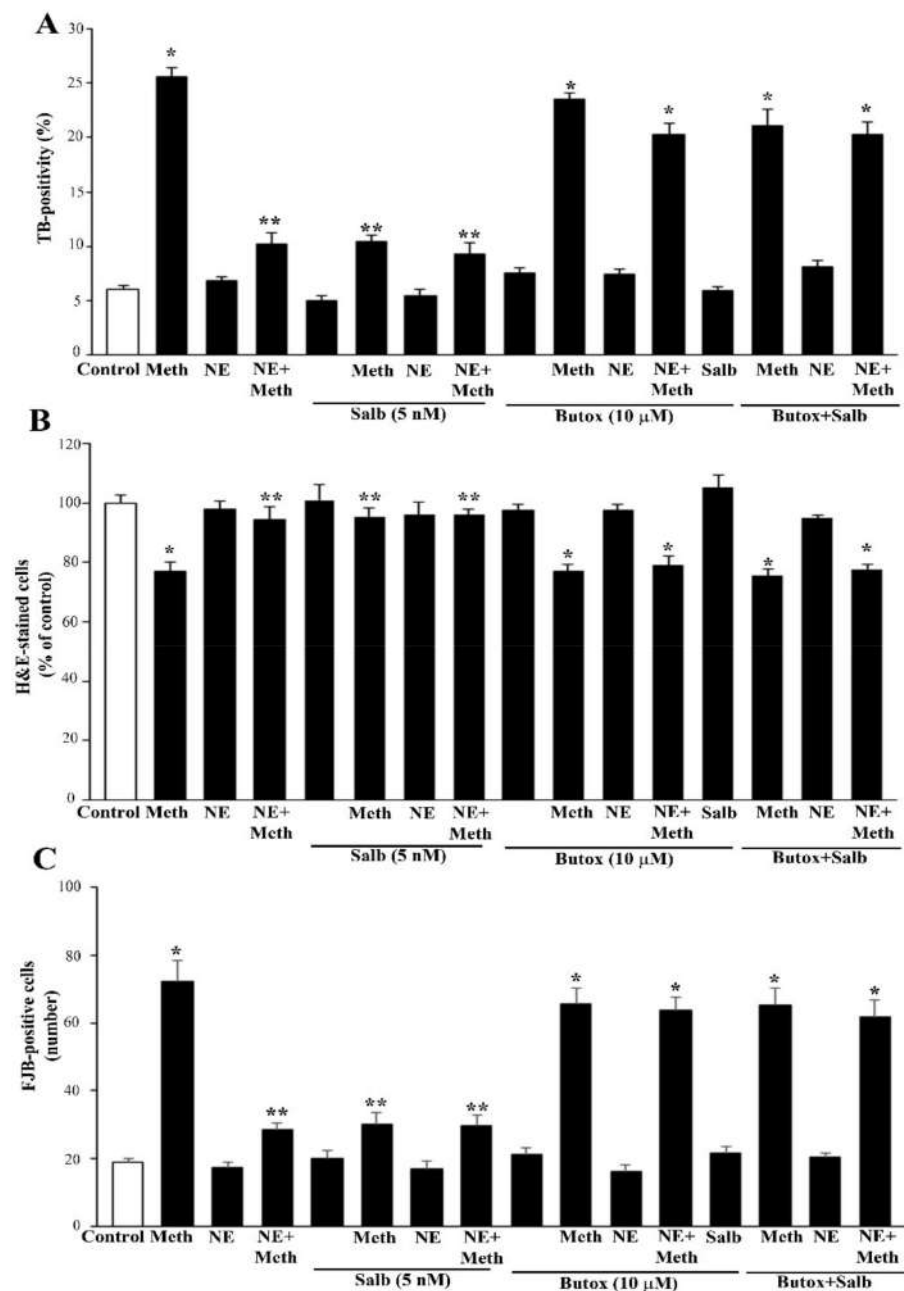 A
TB-positivity (%)
30
25
20
15
10
5
0
* ** ** ** * * * *
Control Meth NE NE+ Meth NE NE+ Meth NE NE+ Salb Meth NE NE+
Meth Meth Meth Meth
Salb (5 nM) Butox (10 μM) Butox+Salb
B
H&E-stained cells
(% of control)
120
100
80
60
40
20
0
* ** ** ** * * * *
Control Meth NE NE+ Meth NE NE+ Meth NE NE+ Salb Meth NE NE+
Meth Meth Meth Meth
Salb (5 nM) Butox (10 μM) Butox+Salb
C
FJB-positive cells
(number)
100
80
60
40
20
0
* ** ** ** * * * *
Control Meth NE NE+ Meth NE NE+ Meth NE NE+ Salb Meth NE NE+
Meth Meth Meth Meth
Salb (5 nM) Butox (10 μM) Butox+Salb